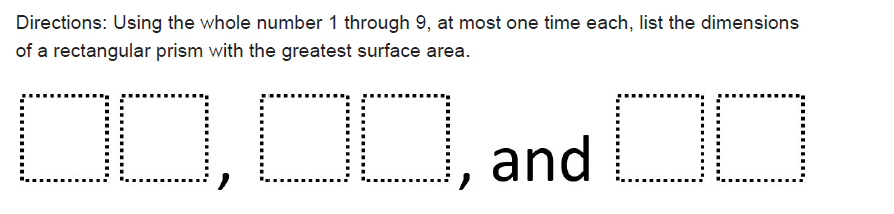 Directions: Using the whole number 1 through 9, at most one time each, list the dimensions
of a rectangular prism with the greatest surface area.
, , and